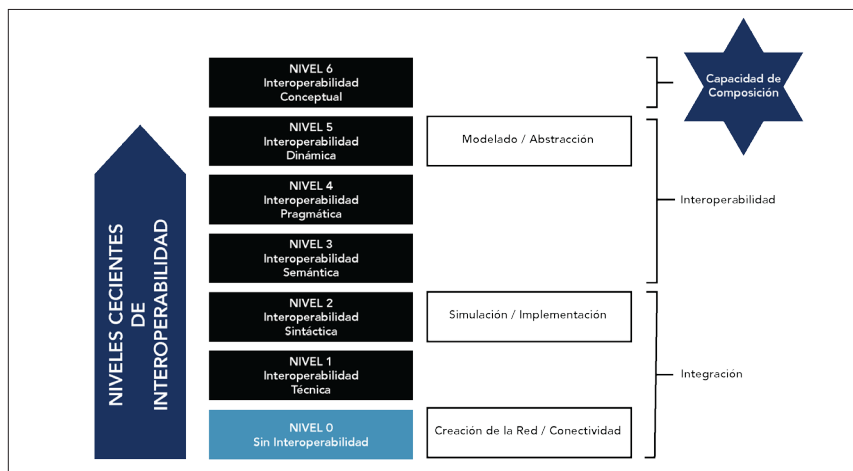 NIVELES CECIENTES
DE
INTEROPERABILIDAD
NIVEL 6
Interoperabilidad
Conceptual
NIVEL 5
Interoperabilidad
Dinámica
NIVEL 4
Interoperabilidad
Pragmática
NIVEL 3
Interoperabilidad
Semántica
NIVEL 2
Interoperabilidad
Sintáctica
NIVEL 1
Interoperabilidad
Técnica
NIVEL 0
Sin Interoperabilidad
Modelado / Abstracción
Simulación / Implementación
Creación de la Red / Conectividad
Capacidad de
Composición
Interoperabilidad
Integración